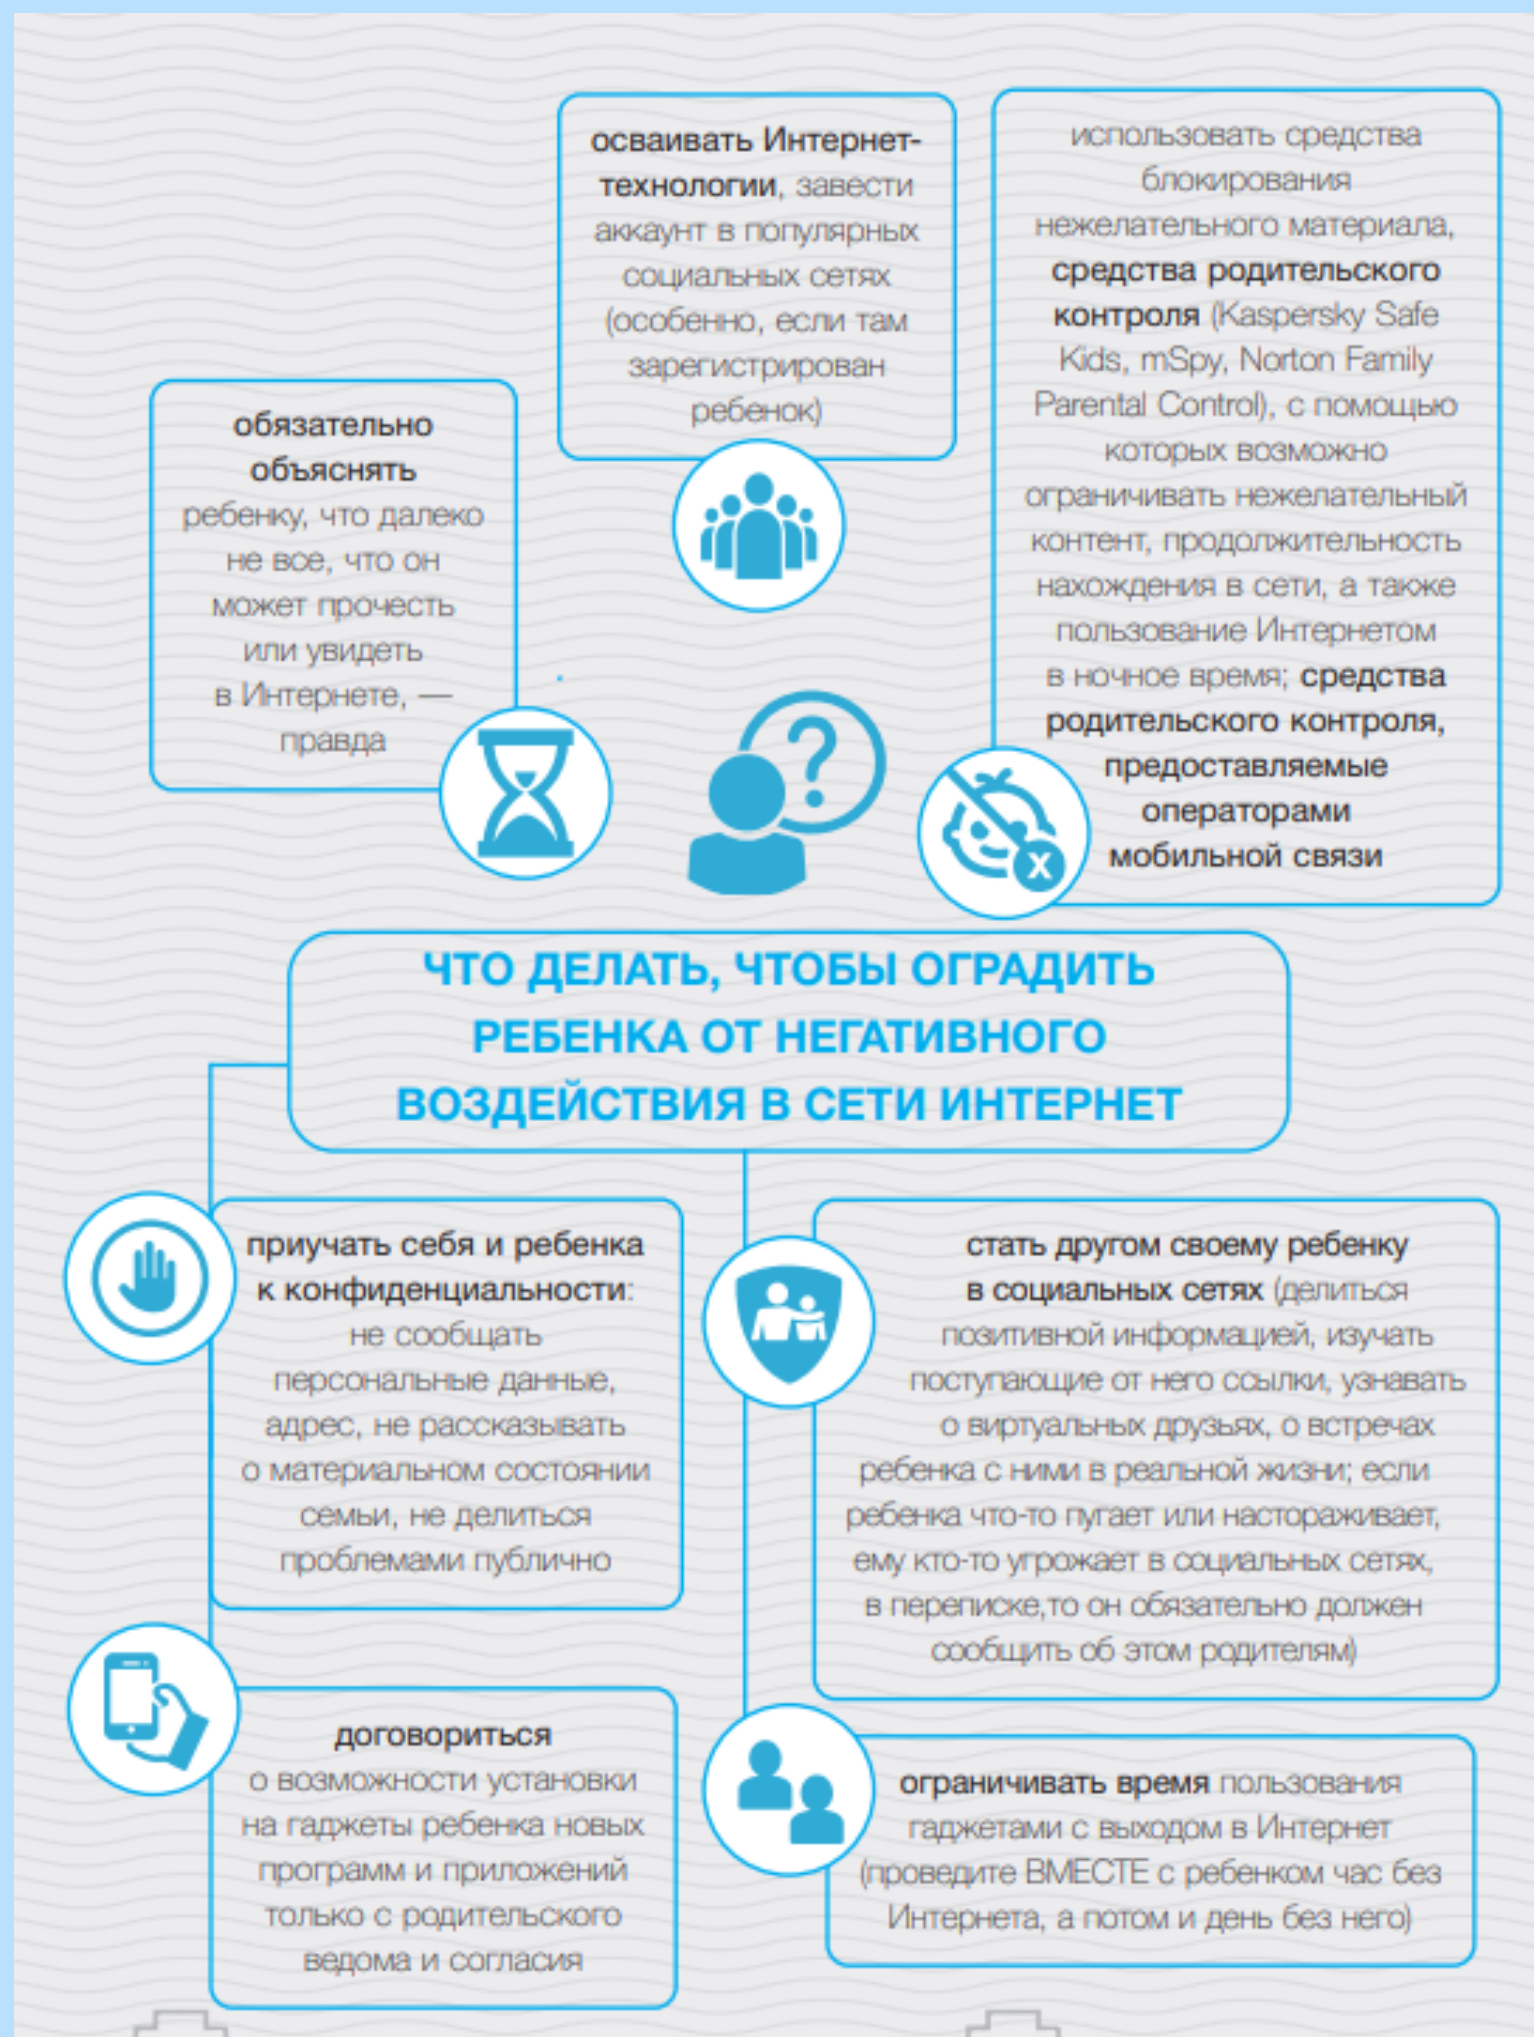 осваивать Интернет-
технологии, завести
аккаунт в популярных
социальных сетях
(особенно, если там
зарегистрирован
ребенок)
использовать средства
блокирования
нежелательного материала,
средства родительского
контроля (Kaspersky Safe
Kids, mSpy, Norton Family
Parental Control), с помощью
которых возможно
ограничивать нежелательный
контент, продолжительность
нахождения в сети, а также
пользование Интернетом
в ночное время; средства
родительского контроля,
предоставляемые
операторами
мобильной связи
обязательно
объяснять
ребенку, что далеко
не все, что он
может прочесть
или увидеть
в Интернете, —
правда
?
X
ЧТО ДЕЛАТЬ, ЧТОБЫ ОГРАДИТЬ
РЕБЕНКА ОТ НЕГАТИВНОГО
ВОЗДЕЙСТВИЯ В СЕТИ ИНТЕРНЕТ
приучать себя и ребенка
к конфиденциальности:
не сообщать
персональные данные,
адрес, не рассказывать
о материальном состоянии
семьи, не делиться
проблемами публично
стать другом своему ребенку
в социальных сетях (делиться
позитивной информацией, изучать
поступающие от него ссылки, узнавать
о виртуальных друзьях, о встречах
ребенка с ними в реальной жизни; если
ребенка что-то пугает или настораживает,
ему кто-то угрожает в социальных сетях,
в переписке,то он обязательно должен
сообщить об этом родителям)
договориться
о возможности установки
на гаджеты ребенка новых
программ и приложений
только с родительского
ведома и согласия
ограничивать время пользования
гаджетами с выходом в Интернет
(проведите ВМЕСТЕ с ребенком час без
Интернета, а потом и день без него)